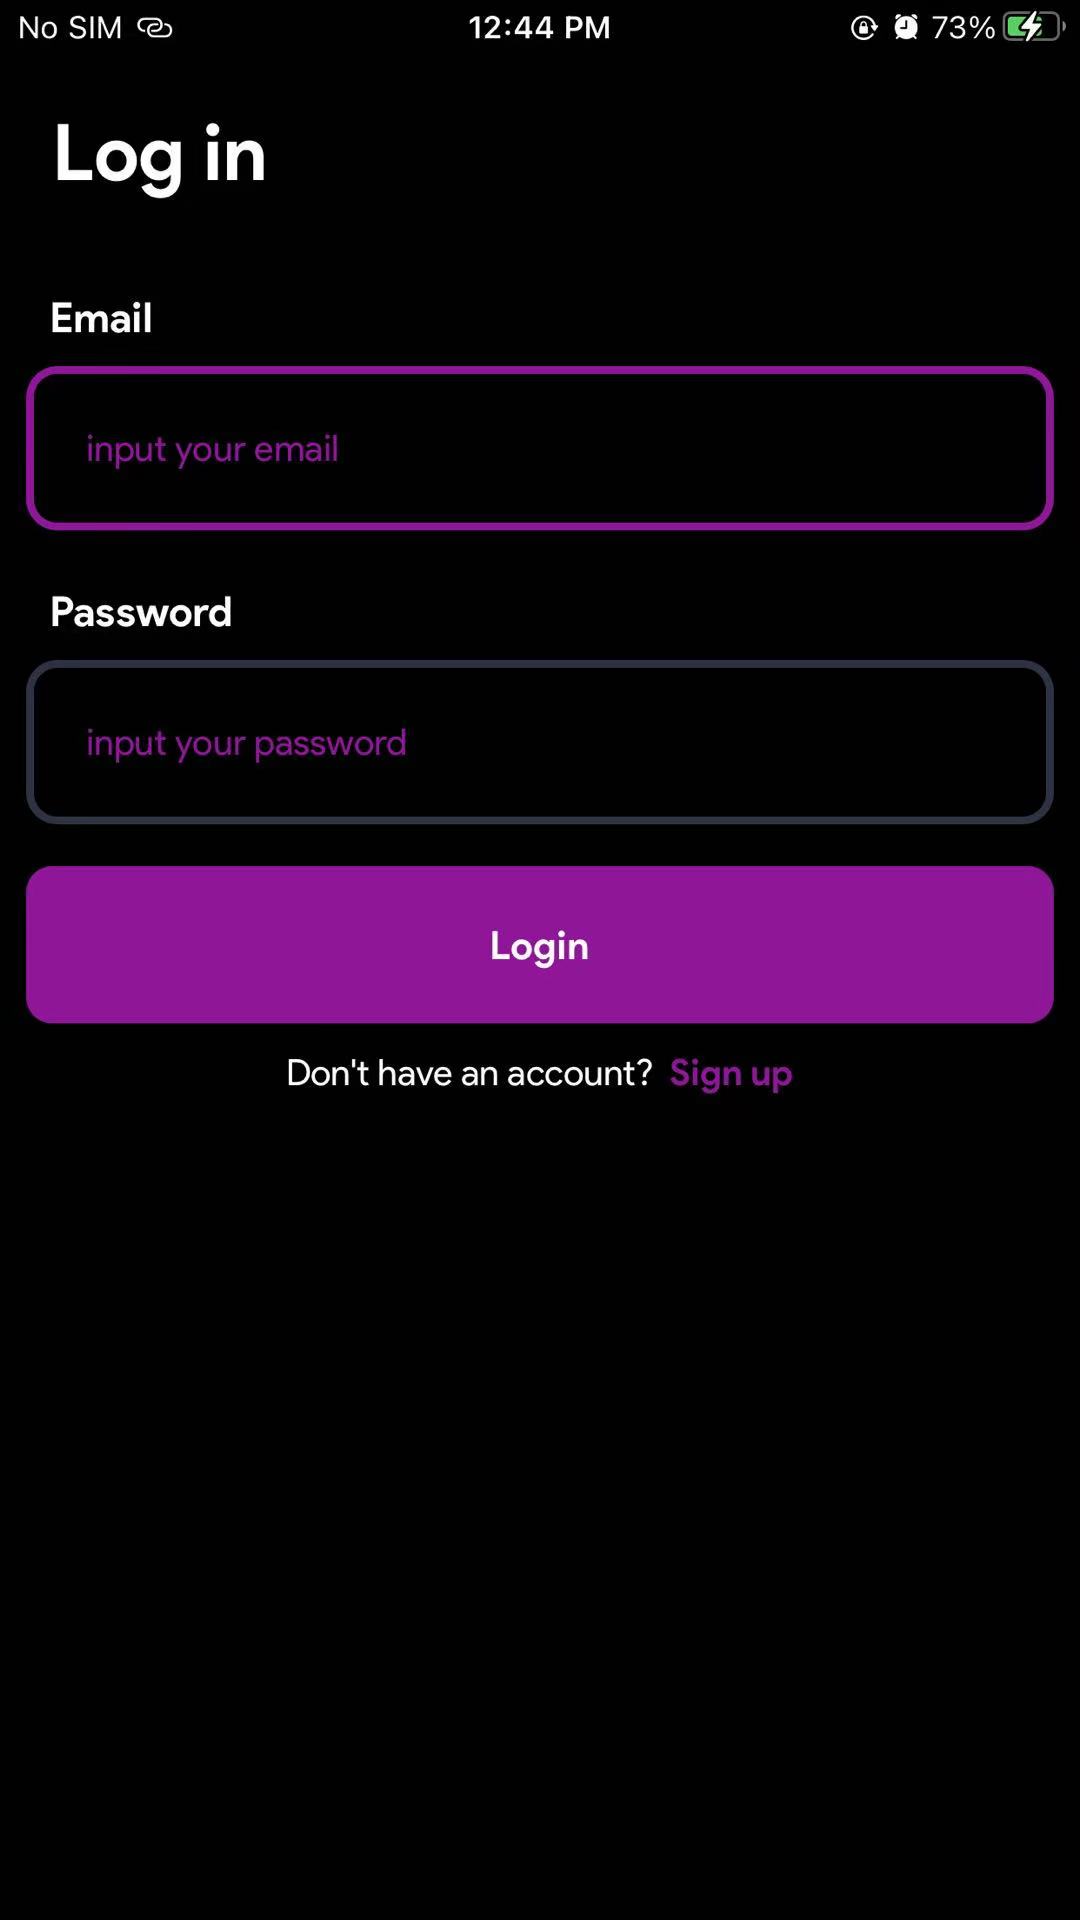 No SIM 12:44 PM 73%
Log in
Email
input your email
Password
input your password
Login
Don't have an account? Sign up